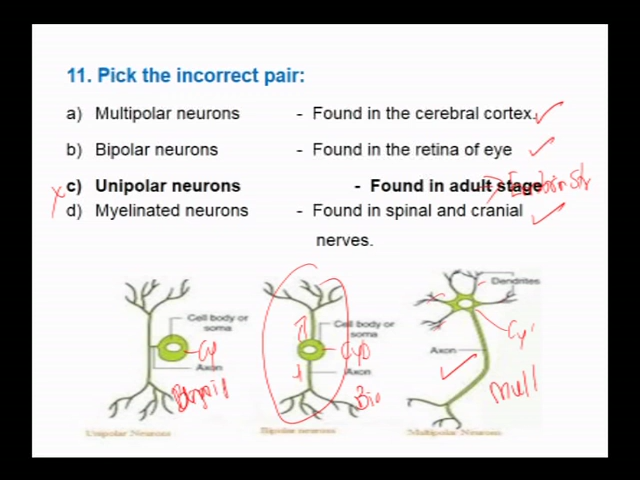 11. Pick the incorrect pair:
a) Multipolar neurons - Found in the cerebral cortex.
b) Bipolar neurons - Found in the retina of eye
c) Unipolar neurons - Found in adult stage
d) Myelinated neurons - Found in spinal and cranial
nerves.
Dendrites
Cell body or
soma
Cell body or
soma
Axon
Axon
Axon
Unipolar Neurons
Bipolar neurons
Multipolar Neurons